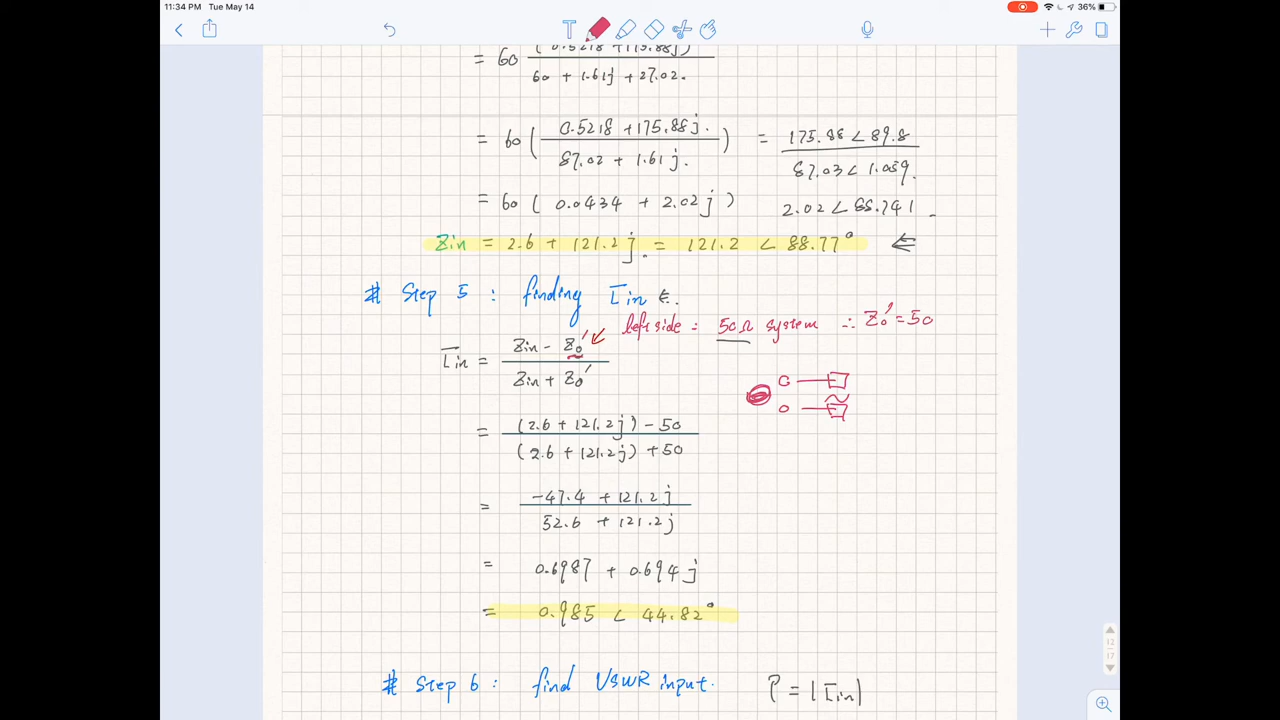 11:34 PM Tue May 14
36%
= 60 (0.5218 + 175.88j)
60 + 1.61j + 27.02.
= 60 ( 0.5218 + 175.88j. ) = 175.88 < 89.8
87.02 + 1.61j. 87.03 < 1.059.
= 60 ( 0.0434 + 2.02j ) 2.02 < 88.741
Zin = 2.6 + 121.2j. = 121.2 < 88.77° ⇐
# Step 5 : finding Γin ←..
left side : 50Ω system ∴ Z0' = 50
Γin = Zin - Z0'
Zin + Z0'
= (2.6 + 121.2j) - 50
(2.6 + 121.2j) + 50
= -47.4 + 121.2j
52.6 + 121.2j
= 0.6987 + 0.694j
= 0.985 < 44.82°
# Step 6 : find VSWR input. ρ = |Γin|
12
17